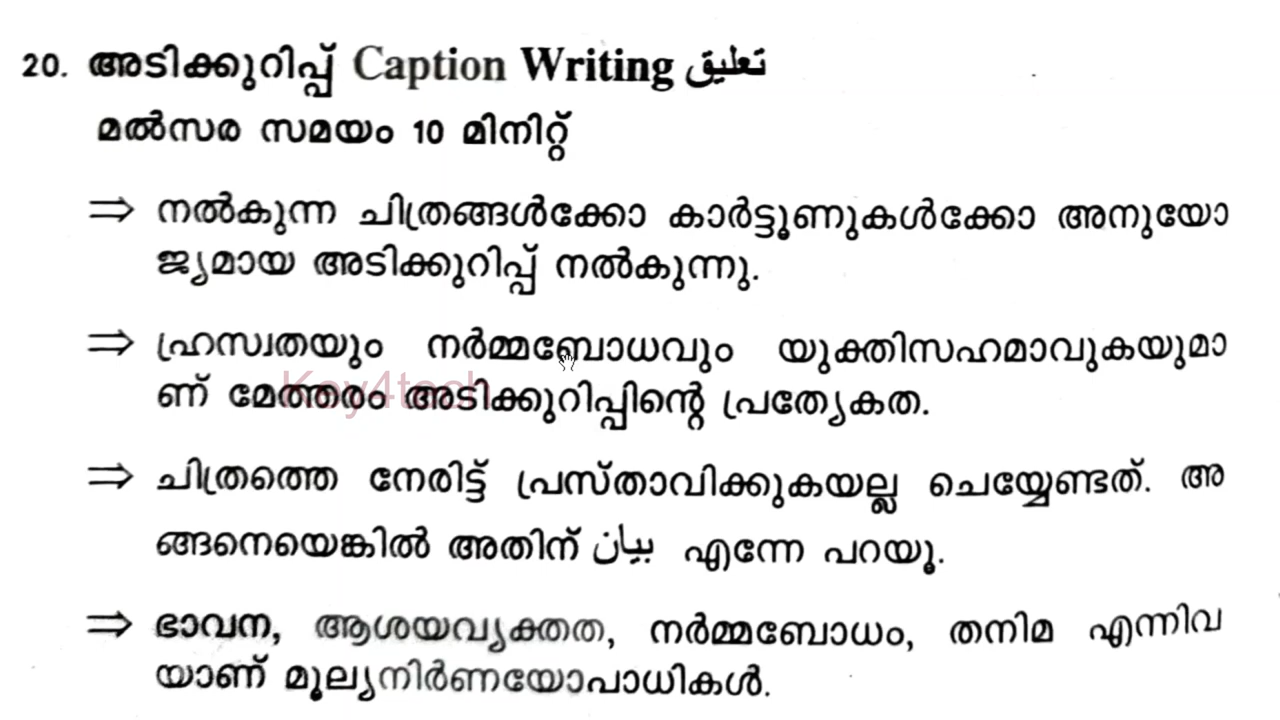 20. അടിക്കുറിപ്പ് Caption Writing تعليق
മൽസര സമയം 10 മിനിറ്റ്
⇒ നൽകുന്ന ചിത്രങ്ങൾക്കോ കാർട്ടൂണുകൾക്കോ അനുയോ
ജ്യമായ അടിക്കുറിപ്പ് നൽകുന്നു.
⇒ ഹ്രസ്വതയും നർമ്മബോധവും യുക്തിസഹമാവുകയുമാ
ണ് മേത്തരം അടിക്കുറിപ്പിന്റെ പ്രത്യേകത.
Key4tech
⇒ ചിത്രത്തെ നേരിട്ട് പ്രസ്താവിക്കുകയല്ല ചെയ്യേണ്ടത്. അ
ങ്ങനെയെങ്കിൽ അതിന് بيان എന്നേ പറയൂ.
⇒ ഭാവന, ആശയവ്യക്തത, നർമ്മബോധം, തനിമ എന്നിവ
യാണ് മൂല്യനിർണയോപാധികൾ.